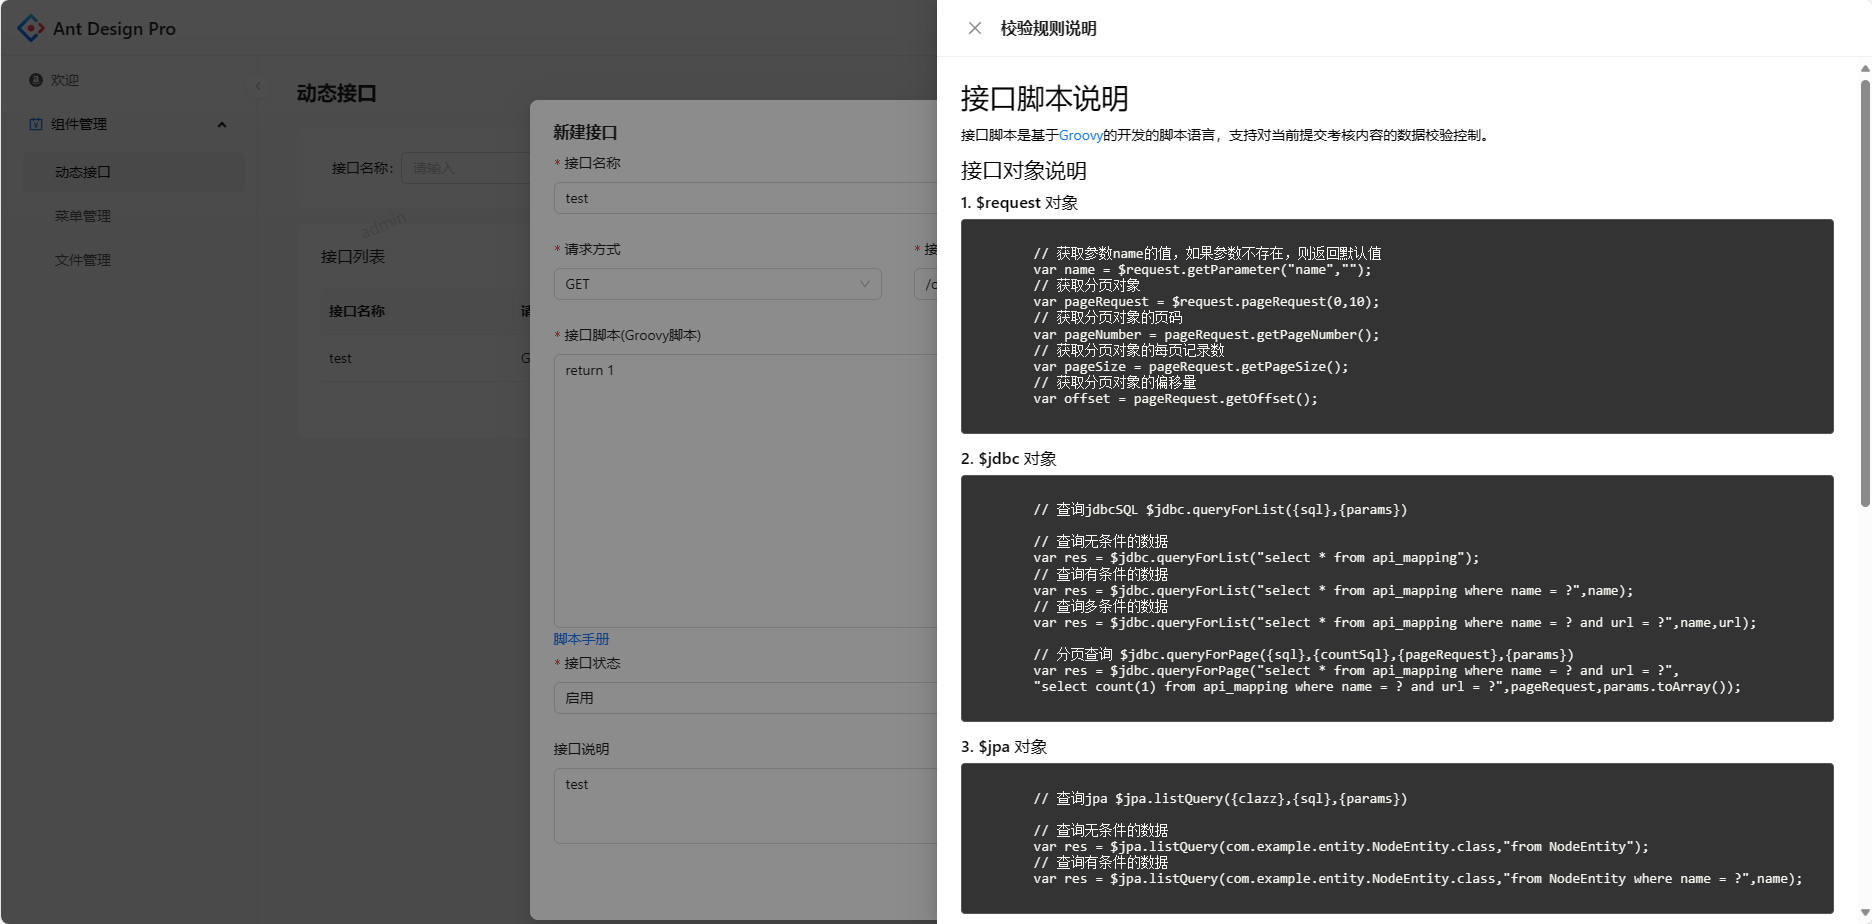 Ant Design Pro
欢迎
组件管理
动态接口
菜单管理
文件管理
动态接口
接口名称：
请输入
admin
接口列表
接口名称
请
test
G
新建接口
* 接口名称
test
* 请求方式
* 接
GET
/c
* 接口脚本(Groovy脚本)
return 1
脚本手册
* 接口状态
启用
接口说明
test
校验规则说明
接口脚本说明
接口脚本是基于Groovy的开发的脚本语言，支持对当前提交考核内容的数据校验控制。
接口对象说明
1. $request 对象
// 获取参数name的值，如果参数不存在，则返回默认值
var name = $request.getParameter("name","");
// 获取分页对象
var pageRequest = $request.pageRequest(0,10);
// 获取分页对象的页码
var pageNumber = pageRequest.getPageNumber();
// 获取分页对象的每页记录数
var pageSize = pageRequest.getPageSize();
// 获取分页对象的偏移量
var offset = pageRequest.getOffset();
2. $jdbc 对象
// 查询jdbcSQL $jdbc.queryForList({sql},{params})
// 查询无条件的数据
var res = $jdbc.queryForList("select * from api_mapping");
// 查询有条件的数据
var res = $jdbc.queryForList("select * from api_mapping where name = ?",name);
// 查询多条件的数据
var res = $jdbc.queryForList("select * from api_mapping where name = ? and url = ?",name,url);
// 分页查询 $jdbc.queryForPage({sql},{countSql},{pageRequest},{params})
var res = $jdbc.queryForPage("select * from api_mapping where name = ? and url = ?",
"select count(1) from api_mapping where name = ? and url = ?",pageRequest,params.toArray());
3. $jpa 对象
// 查询jpa $jpa.listQuery({clazz},{sql},{params})
// 查询无条件的数据
var res = $jpa.listQuery(com.example.entity.NodeEntity.class,"from NodeEntity");
// 查询有条件的数据
var res = $jpa.listQuery(com.example.entity.NodeEntity.class,"from NodeEntity where name = ?",name);